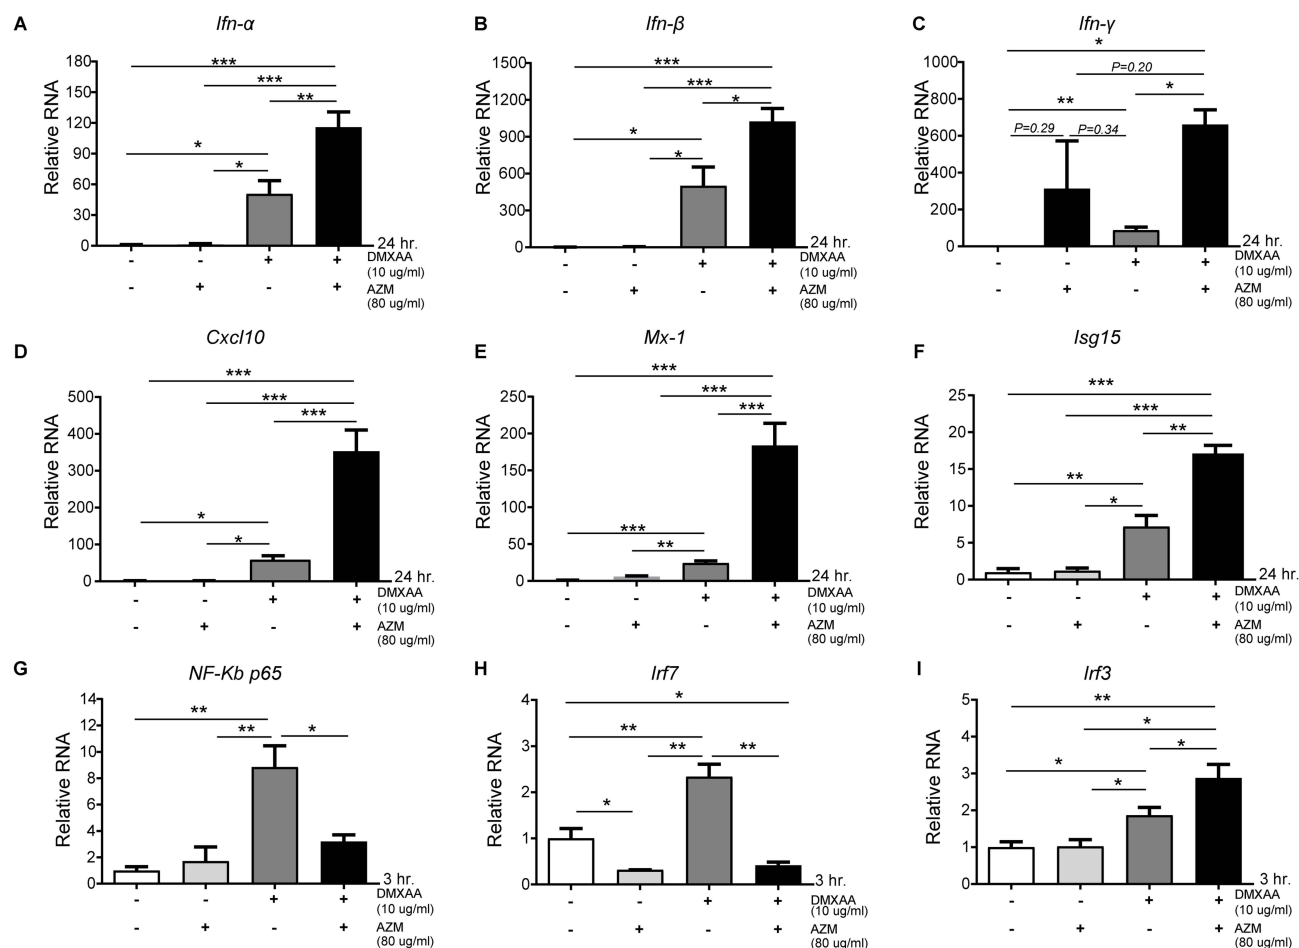 A
Ifn-α
Relative RNA
180
150
120
90
60
30
0
***
***
**
*
*
24 hr.
- - + + DMXAA
(10 ug/ml)
- + - + AZM
(80 ug/ml)
B
Ifn-β
Relative RNA
1500
1200
900
600
300
0
***
***
*
*
*
24 hr.
- - + + DMXAA
(10 ug/ml)
- + - + AZM
(80 ug/ml)
C
Ifn-γ
Relative RNA
1000
800
600
400
200
0
*
P=0.20
*
**
P=0.29
P=0.34
24 hr.
- + - + DMXAA
(10 ug/ml)
- + - + AZM
(80 ug/ml)
D
Cxcl10
Relative RNA
500
400
300
200
100
0
***
***
***
*
*
24 hr.
- - + + DMXAA
(10 ug/ml)
- + - + AZM
(80 ug/ml)
E
Mx-1
Relative RNA
250
200
150
100
50
0
***
***
***
***
**
24 hr.
- - + + DMXAA
(10 ug/ml)
- + - + AZM
(80 ug/ml)
F
Isg15
Relative RNA
25
20
15
10
5
0
***
***
**
**
*
24 hr.
- - + + DMXAA
(10 ug/ml)
- + - + AZM
(80 ug/ml)
G
NF-Kb p65
Relative RNA
14
12
10
8
6
4
2
0
**
**
*
3 hr.
- - + + DMXAA
(10 ug/ml)
- + - + AZM
(80 ug/ml)
H
Irf7
Relative RNA
4
3
2
1
0
*
**
**
**
*
3 hr.
- - + + DMXAA
(10 ug/ml)
- + - + AZM
(80 ug/ml)
I
Irf3
Relative RNA
5
4
3
2
1
0
**
*
*
*
*
3 hr.
- - + + DMXAA
(10 ug/ml)
- + - + AZM
(80 ug/ml)